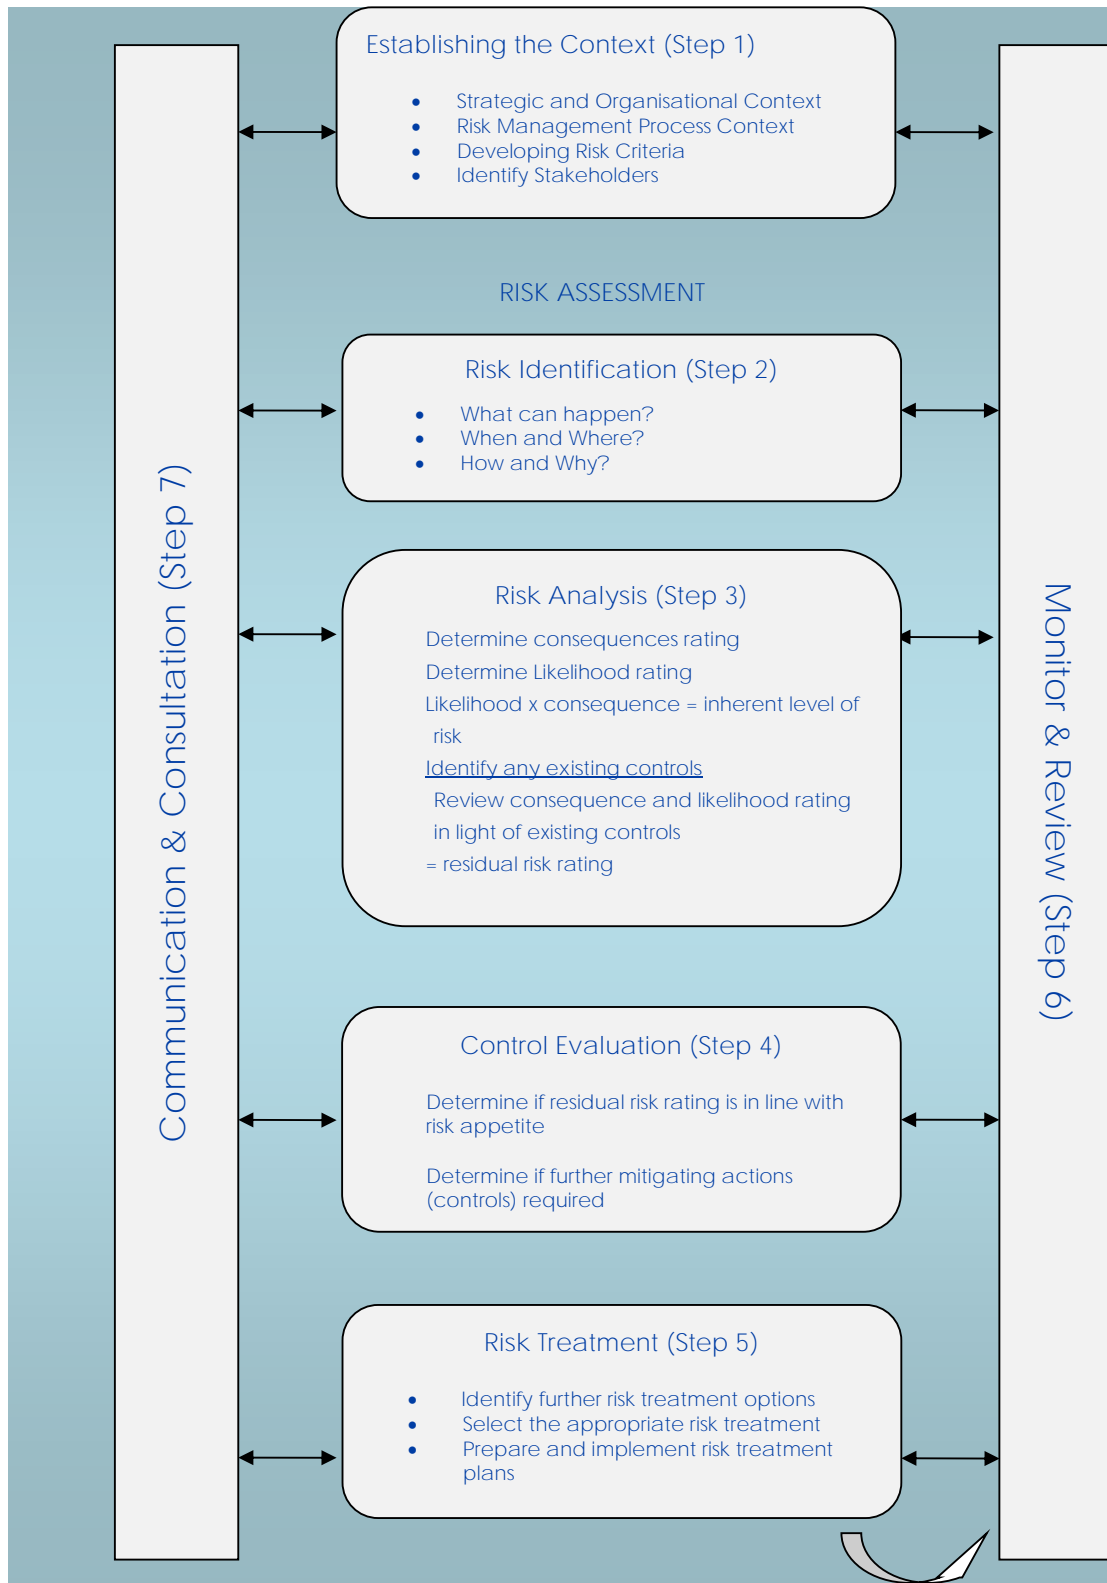 Establishing the Context (Step 1)
• Strategic and Organisational Context
• Risk Management Process Context
• Developing Risk Criteria
• Identify Stakeholders
RISK ASSESSMENT
Risk Identification (Step 2)
• What can happen?
• When and Where?
• How and Why?
Risk Analysis (Step 3)
Determine consequences rating
Determine Likelihood rating
Likelihood x consequence = inherent level of
risk
Identify any existing controls
Review consequence and likelihood rating
in light of existing controls
= residual risk rating
Control Evaluation (Step 4)
Determine if residual risk rating is in line with
risk appetite
Determine if further mitigating actions
(controls) required
Risk Treatment (Step 5)
• Identify further risk treatment options
• Select the appropriate risk treatment
• Prepare and implement risk treatment
plans
Communication & Consultation (Step 7)
Monitor & Review (Step 6)